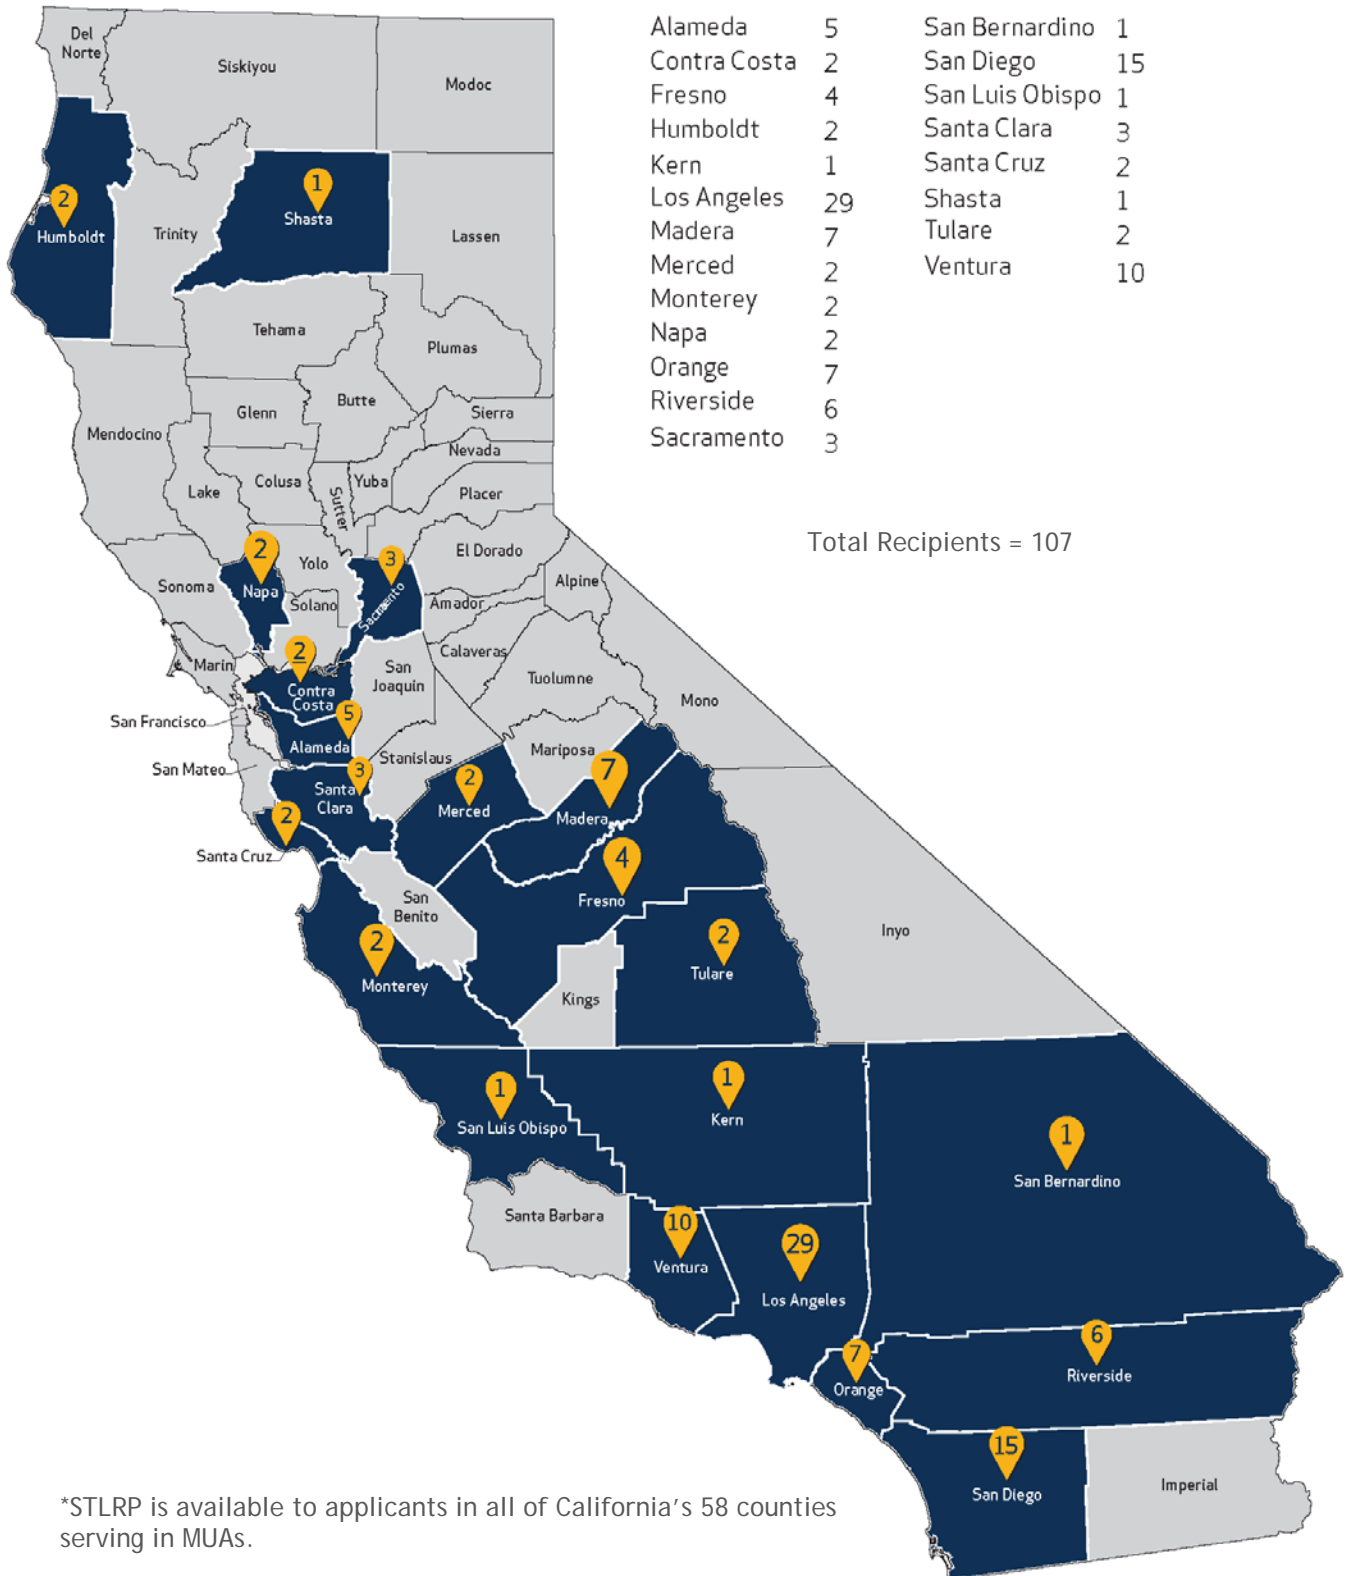 Alameda 5 San Bernardino 1
Contra Costa 2 San Diego 15
Fresno 4 San Luis Obispo 1
Humboldt 2 Santa Clara 3
Kern 1 Santa Cruz 2
Los Angeles 29 Shasta 1
Madera 7 Tulare 2
Merced 2 Ventura 10
Monterey 2
Napa 2
Orange 7
Riverside 6
Sacramento 3
Total Recipients = 107
Del
Norte
Siskiyou
Modoc
2
Humboldt
Trinity
1
Shasta
Lassen
Tehama
Plumas
Mendocino
Glenn
Butte
Sierra
Nevada
Lake
Colusa
Sutter
Yuba
Placer
2
Napa
Yolo
3
Sacramento
El Dorado
Sonoma
Solano
Amador
Alpine
Marin
2
Contra
Costa
San
Joaquin
Calaveras
Tuolumne
Mono
San Francisco
5
Alameda
Stanislaus
Mariposa
San Mateo
3
Santa
Clara
2
Merced
7
Madera
2
Santa Cruz
4
Fresno
San
Benito
2
Monterey
2
Tulare
Inyo
Kings
1
San Luis Obispo
1
Kern
1
San Bernardino
Santa Barbara
10
Ventura
29
Los Angeles
7
Orange
6
Riverside
15
San Diego
Imperial
*STLRP is available to applicants in all of California's 58 counties
serving in MUAs.